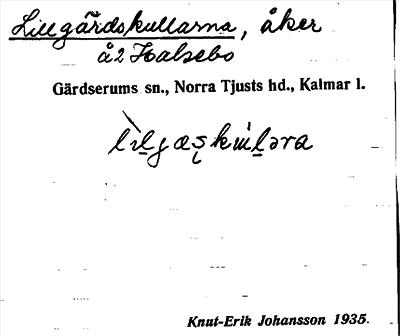 Lillgärdskullarna, åker
å 2 Halsebo
Gärdserums sn., Norra Tjusts hd., Kalmar l.
Knut-Erik Johansson 1935.